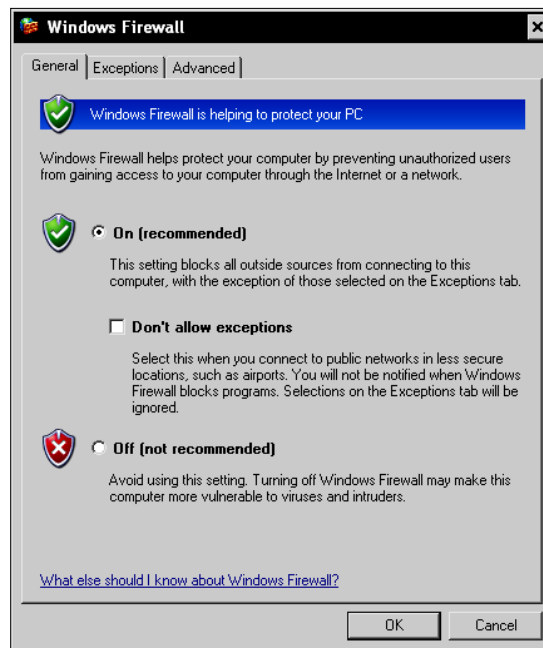 Windows Firewall
General Exceptions Advanced
Windows Firewall is helping to protect your PC
Windows Firewall helps protect your computer by preventing unauthorized users
from gaining access to your computer through the Internet or a network.
On (recommended)
This setting blocks all outside sources from connecting to this
computer, with the exception of those selected on the Exceptions tab.
Don't allow exceptions
Select this when you connect to public networks in less secure
locations, such as airports. You will not be notified when Windows
Firewall blocks programs. Selections on the Exceptions tab will be
ignored.
Off (not recommended)
Avoid using this setting. Turning off Windows Firewall may make this
computer more vulnerable to viruses and intruders.
What else should I know about Windows Firewall?
OK Cancel